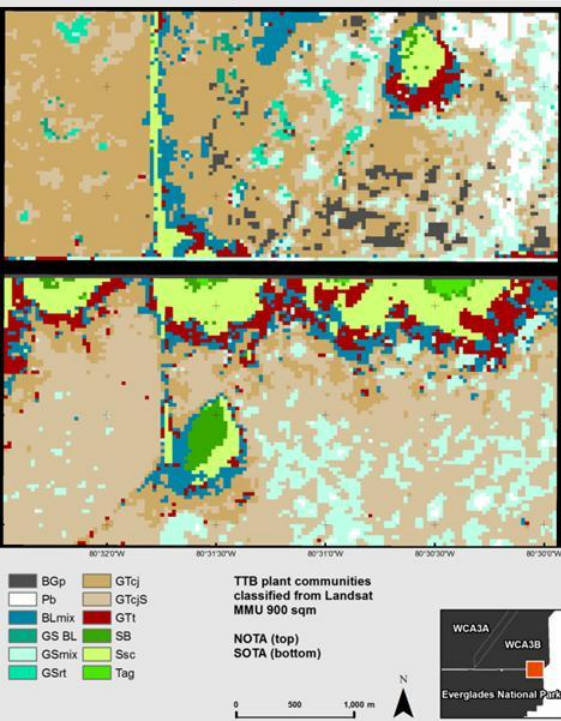 80°32'0"W 80°31'30"W 80°31'0"W 80°30'30"W 80°30'0"W
BGp GTcj
Pb GTcjS
BLmix GTt
GS BL SB
GSmix Ssc
GSrt Tag
TTB plant communities
classified from Landsat
MMU 900 sqm
NOTA (top)
SOTA (bottom)
N
0 500 1,000 m
WCA3A
WCA3B
Everglades National Park